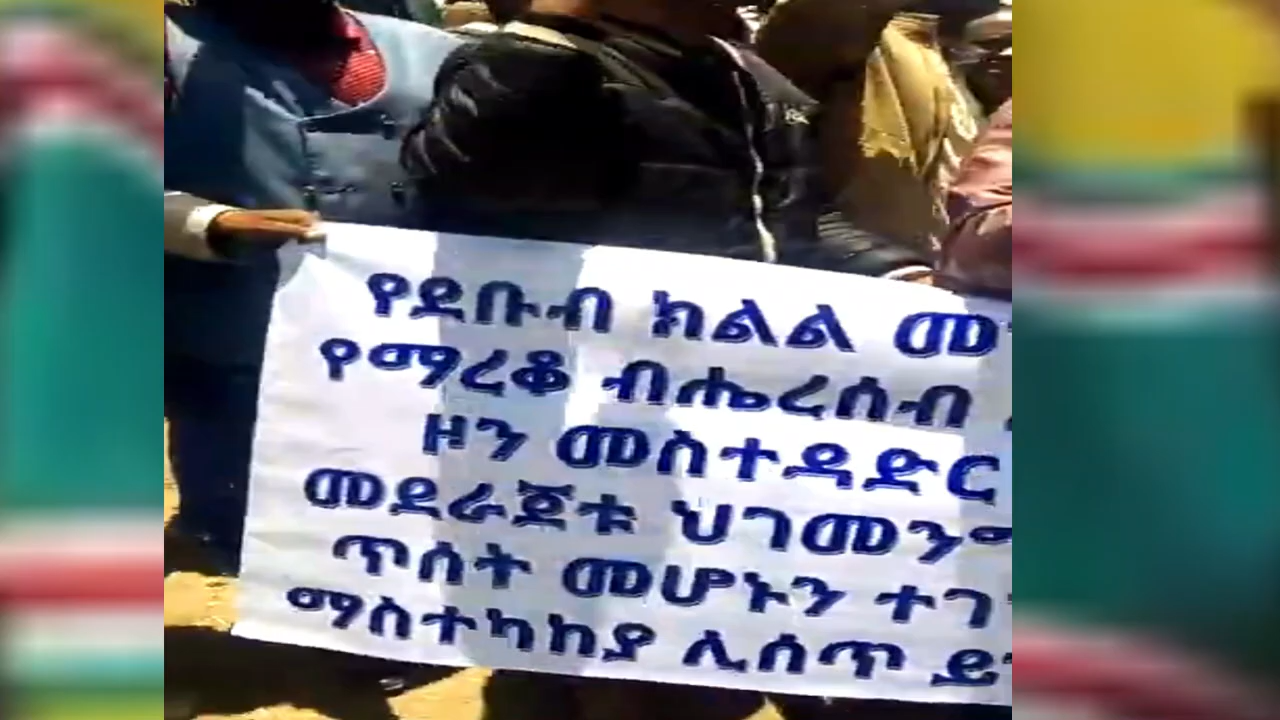 የደቡብ ክልል
የማረቆ ብሔረሰብ
ዞን መስተዳድር
መደራጀቱ
ጥሰት መሆኑን
ማስተካከያ ሊሰጥ